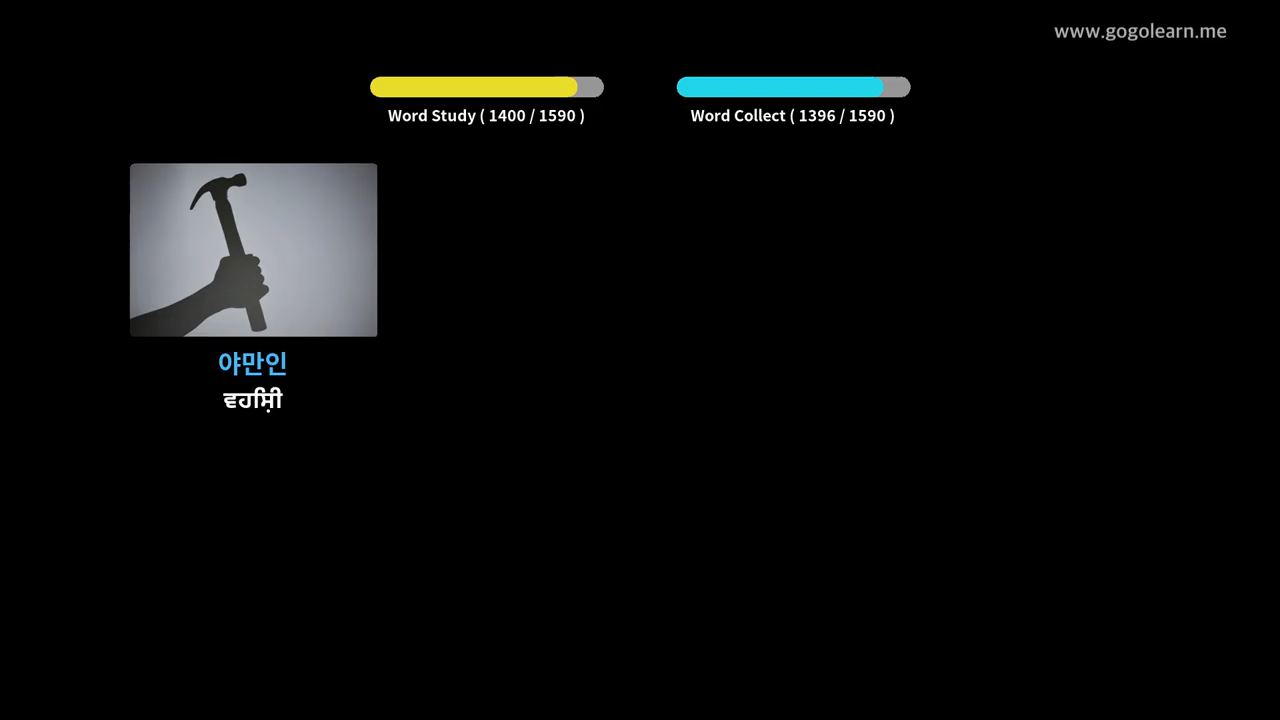 www.gogolearn.me
Word Study ( 1400 / 1590 )
Word Collect ( 1396 / 1590 )
야만인
ਵਹਸ਼ੀ